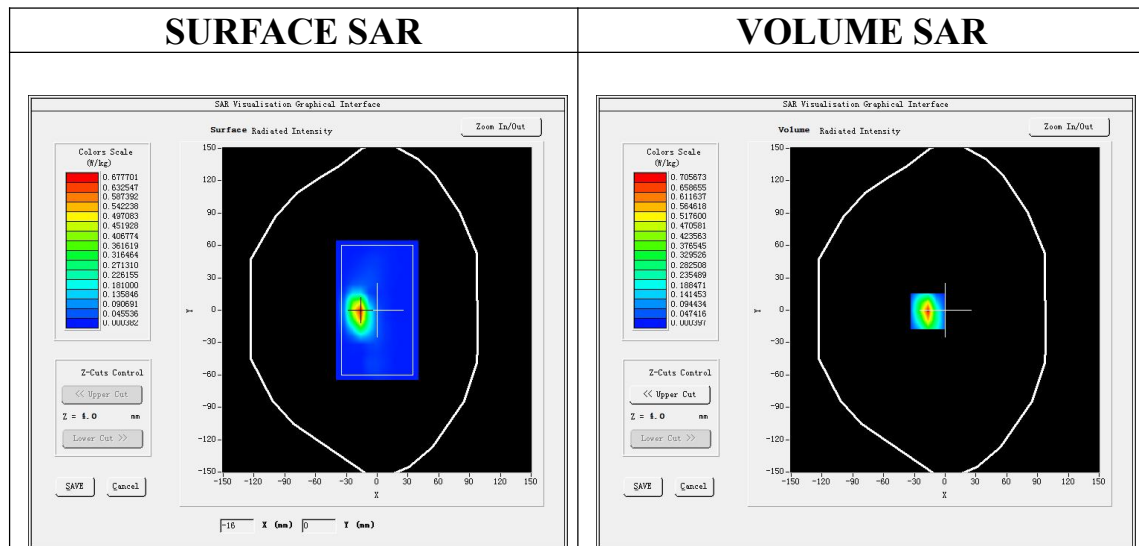 SURFACE SAR
VOLUME SAR
SAR Visualisation Graphical Interface
Surface Radiated Intensity
Zoom In/Out
Colors Scale
(W/kg)
0.677701
0.632547
0.587392
0.542238
0.497083
0.451928
0.406774
0.361619
0.316464
0.271310
0.226155
0.181000
0.135846
0.090691
0.045536
0.000382
150
120
90
60
30
0
-30
-60
-90
-120
-150
Y
-150 -120 -90 -60 -30 0 30 60 90 120 150
X
Z-Cuts Control
<< Upper Cut
Z = 4.0 mm
Lower Cut >>
SAVE Cancel
-16 X (mm) 0 Y (mm)
SAR Visualisation Graphical Interface
Volume Radiated Intensity
Zoom In/Out
Colors Scale
(W/kg)
0.705673
0.658655
0.611637
0.564618
0.517600
0.470581
0.423563
0.376545
0.329526
0.282508
0.235489
0.188471
0.141453
0.094434
0.047416
0.000397
150
120
90
60
30
0
-30
-60
-90
-120
-150
Y
-150 -120 -90 -60 -30 0 30 60 90 120 150
X
Z-Cuts Control
<< Upper Cut
Z = 4.0 mm
Lower Cut >>
SAVE Cancel